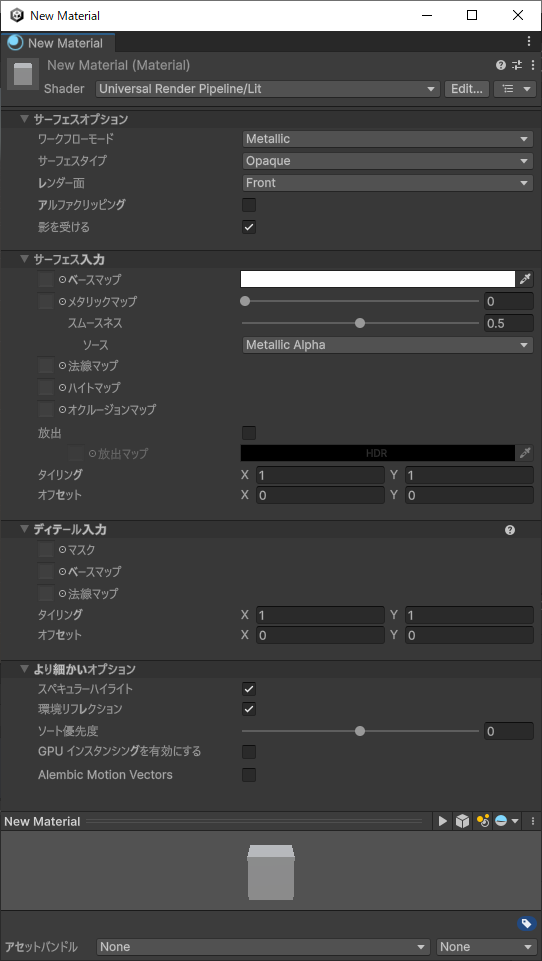 New Material
New Material
New Material (Material)
Shader Universal Render Pipeline/Lit Edit...
サーフェスオプション
ワークフローモード Metallic
サーフェスタイプ Opaque
レンダー面 Front
アルファクリッピング
影を受ける
サーフェス入力
ベースマップ
メタリックマップ 0
スムースネス 0.5
ソース Metallic Alpha
法線マップ
ハイトマップ
オクルージョンマップ
放出
放出マップ HDR
タイリング X 1 Y 1
オフセット X 0 Y 0
ディテール入力
マスク
ベースマップ
法線マップ
タイリング X 1 Y 1
オフセット X 0 Y 0
より細かいオプション
スペキュラーハイライト
環境リフレクション
ソート優先度 0
GPU インスタンシングを有効にする
Alembic Motion Vectors
New Material
アセットバンドル None None